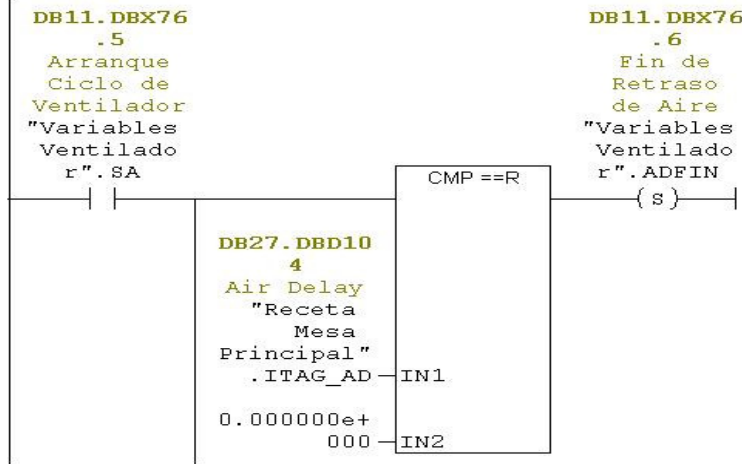 DB11.DBX76
.5
Arranque
Ciclo de
Ventilador
"Variables
Ventilado
r".SA
DB11.DBX76
.6
Fin de
Retraso
de Aire
"Variables
Ventilado
r".ADFIN
CMP ==R
( S )
DB27.DBD10
4
Air Delay
"Receta
Mesa
Principal"
.ITAG_AD
IN1
0.000000e+
000
IN2